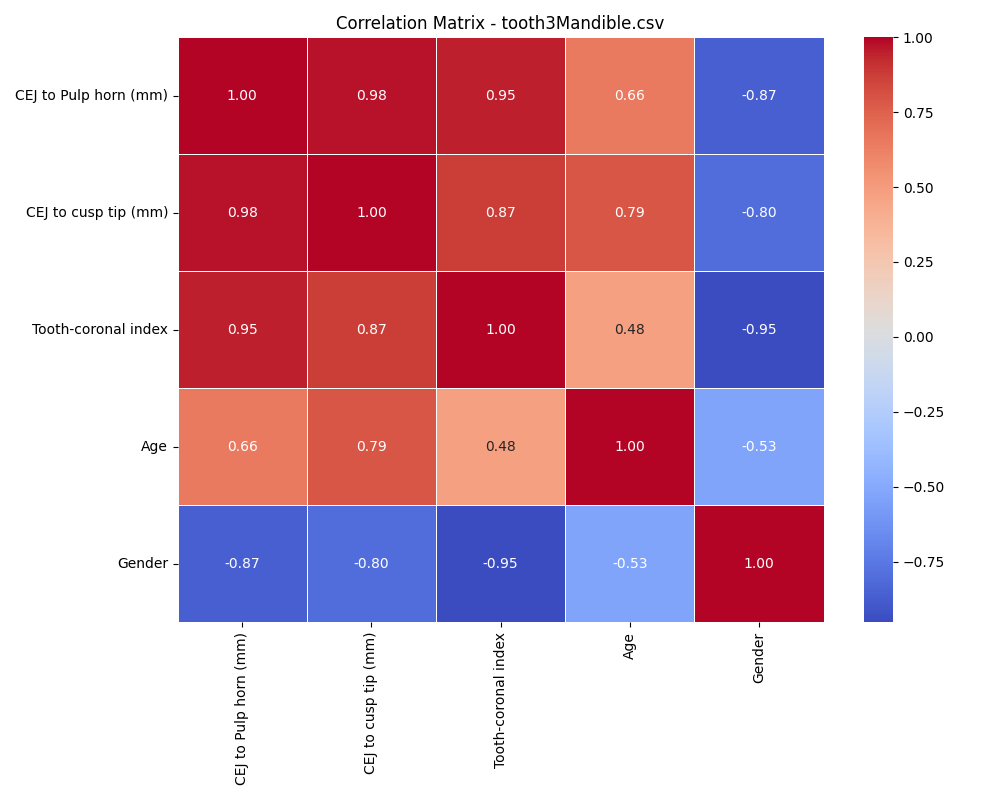 Correlation Matrix - tooth3Mandible.csv
CEJ to Pulp horn (mm) 1.00 0.98 0.95 0.66 -0.87
CEJ to cusp tip (mm) 0.98 1.00 0.87 0.79 -0.80
Tooth-coronal index 0.95 0.87 1.00 0.48 -0.95
Age 0.66 0.79 0.48 1.00 -0.53
Gender -0.87 -0.80 -0.95 -0.53 1.00
CEJ to Pulp horn (mm)
CEJ to cusp tip (mm)
Tooth-coronal index
Age
Gender
1.00
0.75
0.50
0.25
0.00
−0.25
−0.50
−0.75